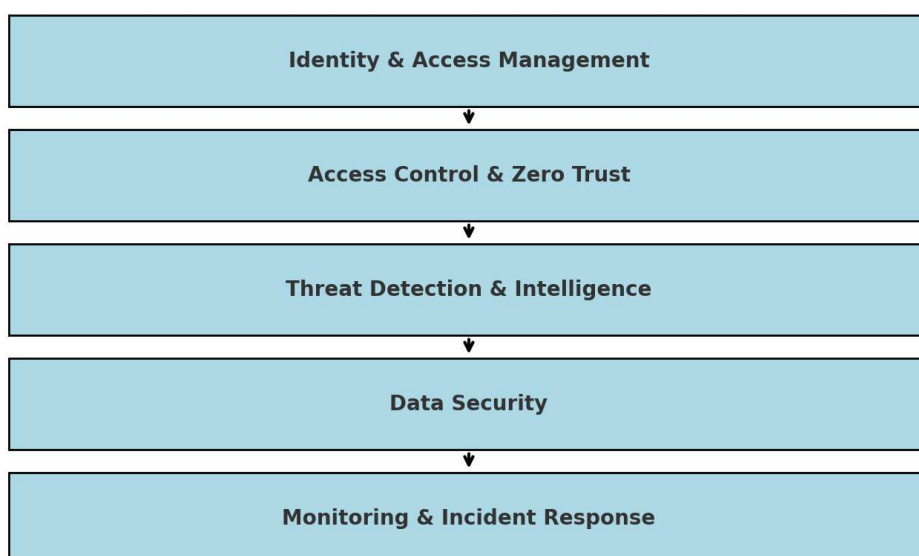 Identity & Access Management
Access Control & Zero Trust
Threat Detection & Intelligence
Data Security
Monitoring & Incident Response